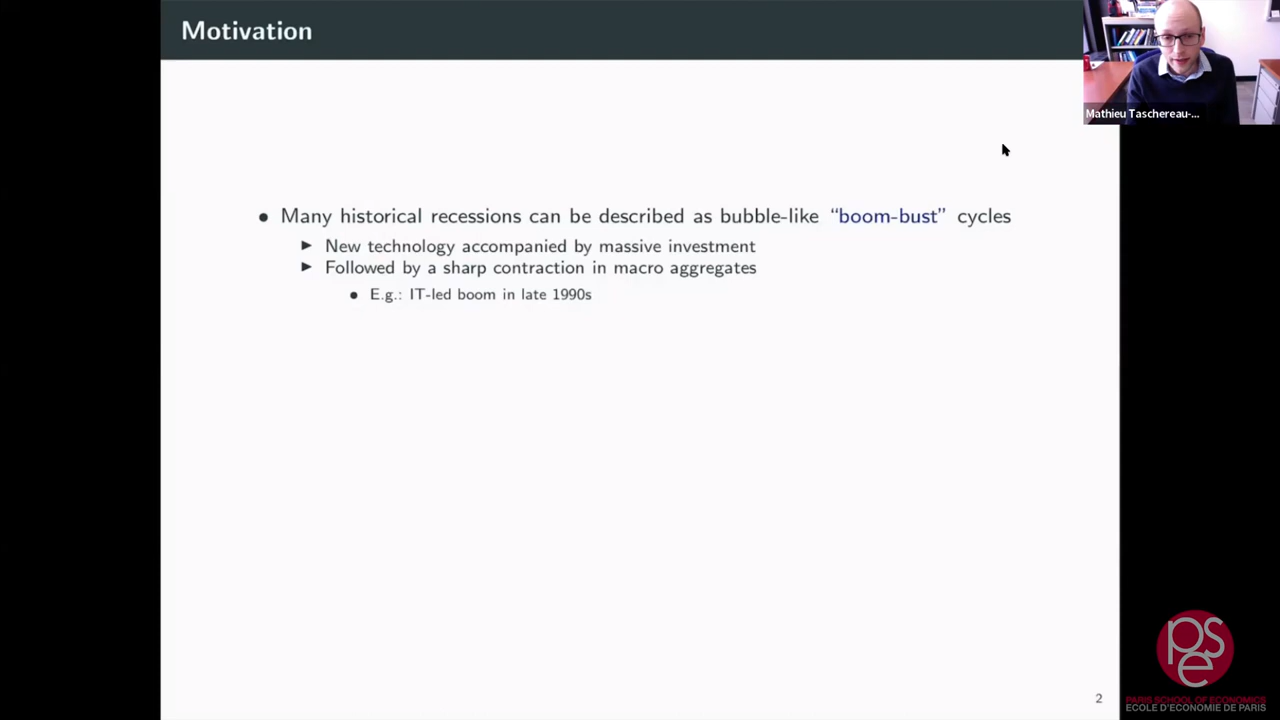 Motivation
Mathieu Taschereau-...
• Many historical recessions can be described as bubble-like “boom-bust” cycles
▶ New technology accompanied by massive investment
▶ Followed by a sharp contraction in macro aggregates
• E.g.: IT-led boom in late 1990s
2
pse
PARIS SCHOOL OF ECONOMICS
ECOLE D'ECONOMIE DE PARIS